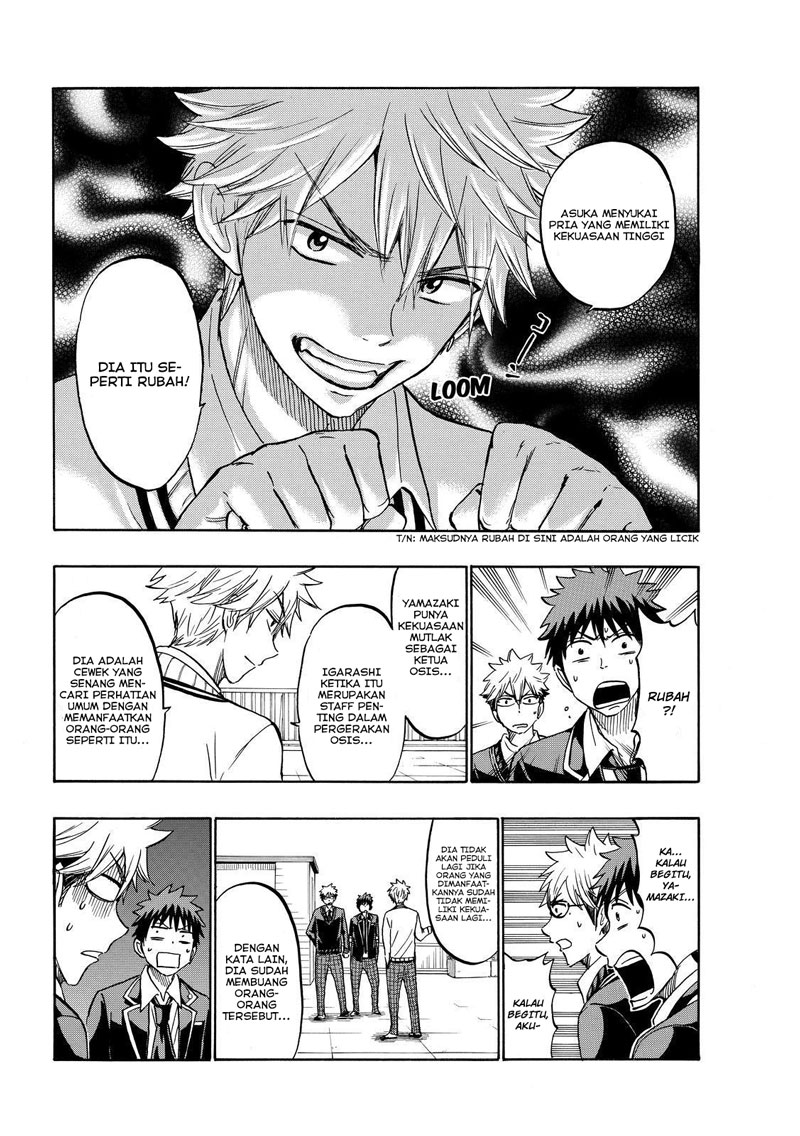 ASUKA MENYUKAI
PRIA YANG MEMILIKI
KEKUASAAN TINGGI
LOOM
DIA ITU SE-
PERTI RUBAH!
T/N: MAKSUDNYA RUBAH DI SINI ADALAH ORANG YANG LICIK
RUBAH
?!
YAMAZAKI
PUNYA
KEKUASAAN
MUTLAK
SEBAGAI
KETUA
OSIS...
IGARASHI
KETIKA ITU
MERUPAKAN
STAFF PEN-
TING DALAM
PERGERAKAN
OSIS...
DIA ADALAH
CEWEK YANG
SENANG MEN-
CARI PERHATIAN
UMUM DENGAN
MEMANFAATKAN
ORANG-ORANG
SEPERTI ITU...
KA...
KALAU
BEGITU,
YA-
MAZAKI...
KALAU
BEGITU,
AKU-
DIA TIDAK
AKAN PEDULI
LAGI JIKA
ORANG YANG
DIMANFAAT-
KANNYA SUDAH
TIDAK MEMI-
LIKI KEKUA-
SAAN LAGI...
DENGAN
KATA LAIN,
DIA SUDAH
MEMBUANG
ORANG-
ORANG
TERSEBUT...